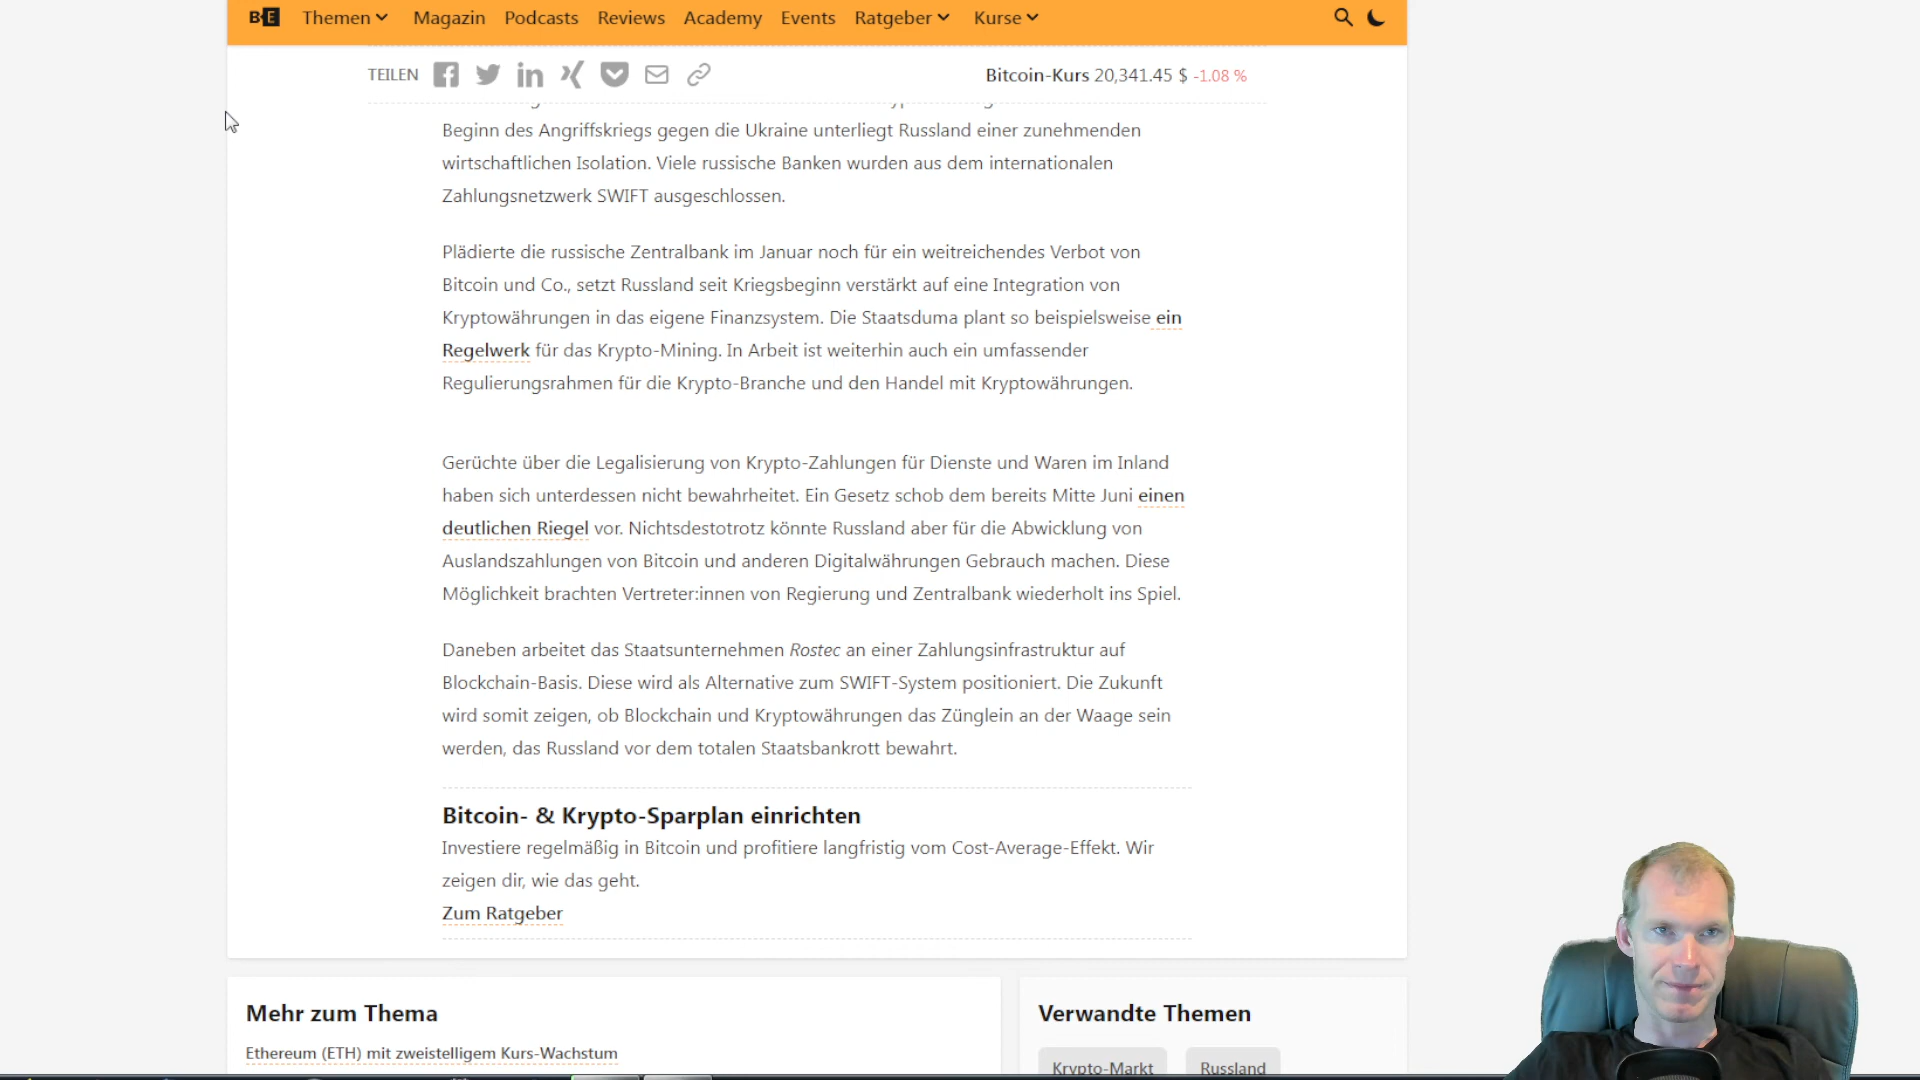 B·E Themen Magazin Podcasts Reviews Academy Events Ratgeber Kurse
TEILEN
Bitcoin-Kurs 20,341.45 $ -1.08 %
Beginn des Angriffskriegs gegen die Ukraine unterliegt Russland einer zunehmenden
wirtschaftlichen Isolation. Viele russische Banken wurden aus dem internationalen
Zahlungsnetzwerk SWIFT ausgeschlossen.
Plädierte die russische Zentralbank im Januar noch für ein weitreichendes Verbot von
Bitcoin und Co., setzt Russland seit Kriegsbeginn verstärkt auf eine Integration von
Kryptowährungen in das eigene Finanzsystem. Die Staatsduma plant so beispielsweise ein
Regelwerk für das Krypto-Mining. In Arbeit ist weiterhin auch ein umfassender
Regulierungsrahmen für die Krypto-Branche und den Handel mit Kryptowährungen.
Gerüchte über die Legalisierung von Krypto-Zahlungen für Dienste und Waren im Inland
haben sich unterdessen nicht bewahrheitet. Ein Gesetz schob dem bereits Mitte Juni einen
deutlichen Riegel vor. Nichtsdestotrotz könnte Russland aber für die Abwicklung von
Auslandszahlungen von Bitcoin und anderen Digitalwährungen Gebrauch machen. Diese
Möglichkeit brachten Vertreter:innen von Regierung und Zentralbank wiederholt ins Spiel.
Daneben arbeitet das Staatsunternehmen Rostec an einer Zahlungsinfrastruktur auf
Blockchain-Basis. Diese wird als Alternative zum SWIFT-System positioniert. Die Zukunft
wird somit zeigen, ob Blockchain und Kryptowährungen das Zünglein an der Waage sein
werden, das Russland vor dem totalen Staatsbankrott bewahrt.
Bitcoin- & Krypto-Sparplan einrichten
Investiere regelmäßig in Bitcoin und profitiere langfristig vom Cost-Average-Effekt. Wir
zeigen dir, wie das geht.
Zum Ratgeber
Mehr zum Thema
Ethereum (ETH) mit zweistelligem Kurs-Wachstum
Verwandte Themen
Krypto-Markt Russland